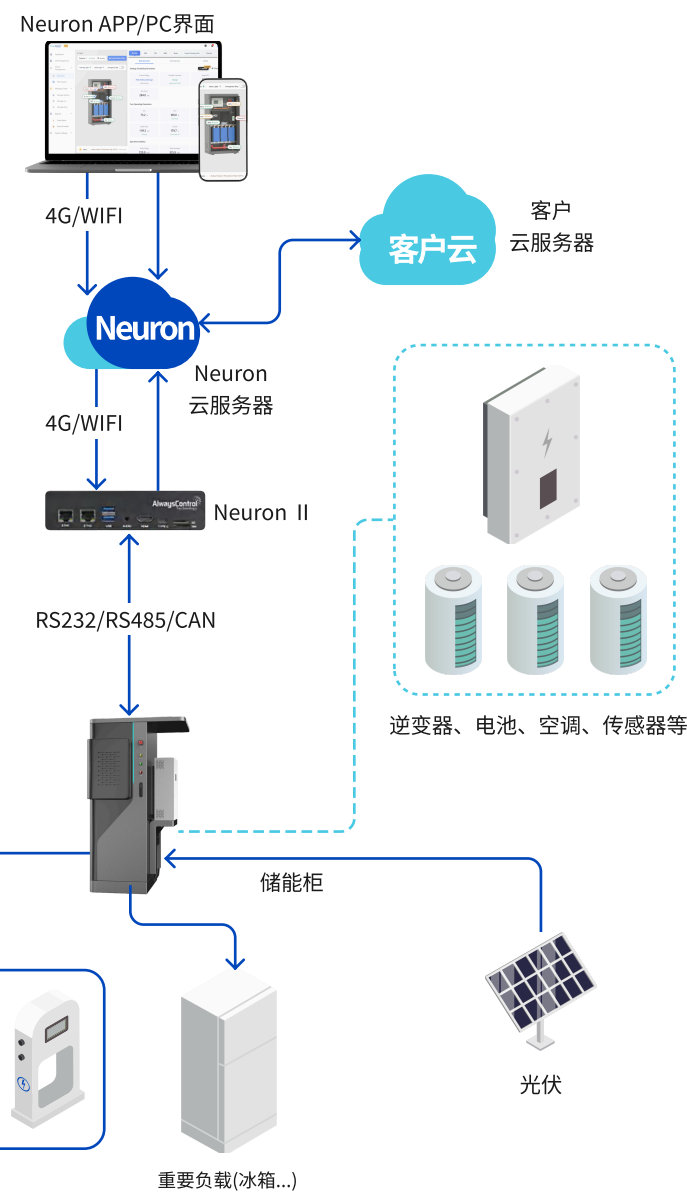 Neuron APP/PC界面
4G/WIFI
客户
云服务器
客户云
Neuron
Neuron
云服务器
4G/WIFI
AlwaysControl
Technology
Neuron II
RS232/RS485/CAN
逆变器、电池、空调、传感器等
储能柜
光伏
重要负载(冰箱...)